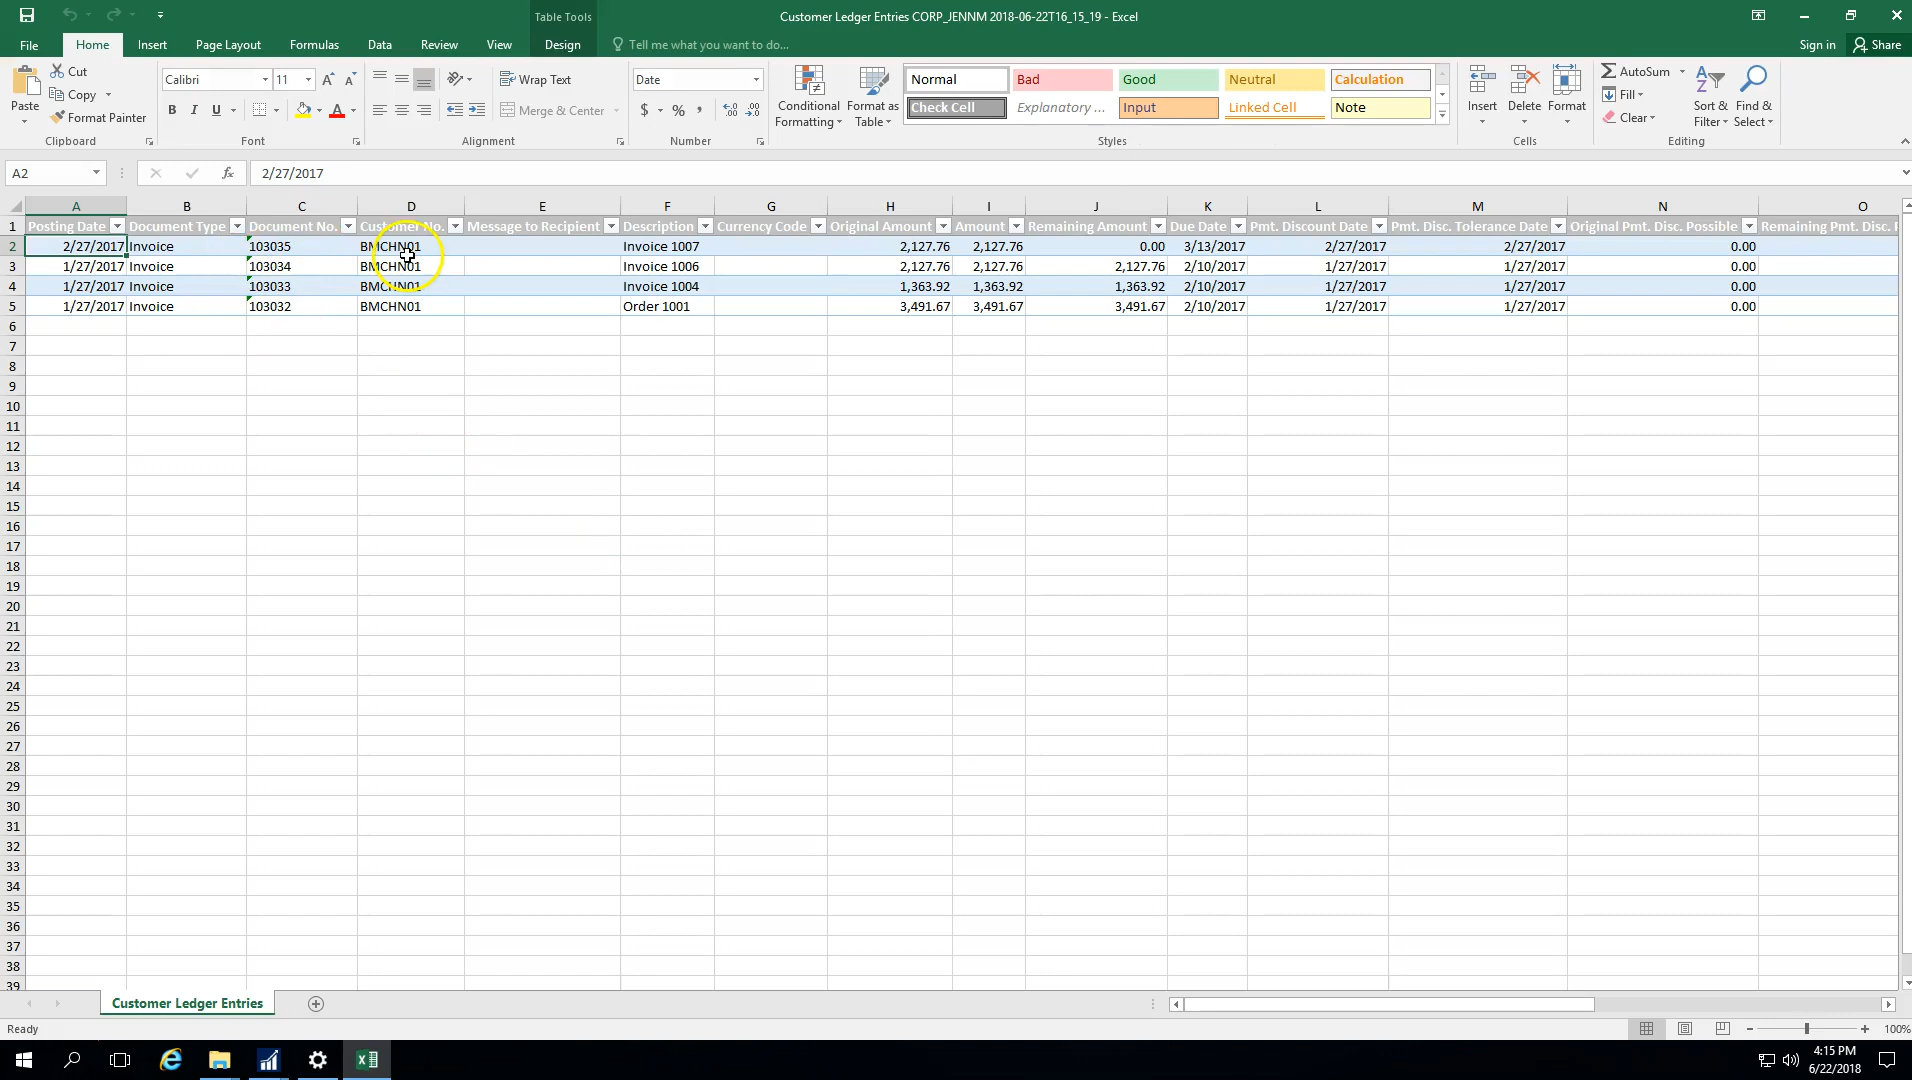 Table Tools
Customer Ledger Entries CORP_JENNM 2018-06-22T16_15_19 - Excel
File Home Insert Page Layout Formulas Data Review View Design Tell me what you want to do... Sign in Share
Paste
Cut
Copy
Format Painter
Clipboard
Calibri 11
B I U
Font
Wrap Text
Merge & Center
Alignment
Date
$ % ,
Number
Conditional Formatting
Format as Table
Normal Bad Good Neutral Calculation
Check Cell Explanatory ... Input Linked Cell Note
Styles
Insert Delete Format
Cells
AutoSum
Fill
Clear
Sort & Filter
Find & Select
Editing
A2 fx 2/27/2017
A B C D E F G H I J K L M N O
1 Posting Date Document Type Document No. Customer No. Message to Recipient Description Currency Code Original Amount Amount Remaining Amount Due Date Pmt. Discount Date Pmt. Disc. Tolerance Date Original Pmt. Disc. Possible Remaining Pmt. Disc. P
2 2/27/2017 Invoice 103035 BMCHN01 Invoice 1007 2,127.76 2,127.76 0.00 3/13/2017 2/27/2017 2/27/2017 0.00
3 1/27/2017 Invoice 103034 BMCHN01 Invoice 1006 2,127.76 2,127.76 2,127.76 2/10/2017 1/27/2017 1/27/2017 0.00
4 1/27/2017 Invoice 103033 BMCHN01 Invoice 1004 1,363.92 1,363.92 1,363.92 2/10/2017 1/27/2017 1/27/2017 0.00
5 1/27/2017 Invoice 103032 BMCHN01 Order 1001 3,491.67 3,491.67 3,491.67 2/10/2017 1/27/2017 1/27/2017 0.00
6
7
8
9
10
11
12
13
14
15
16
17
18
19
20
21
22
23
24
25
26
27
28
29
30
31
32
33
34
35
36
37
38
39
Customer Ledger Entries
Ready 100%
4:15 PM
6/22/2018